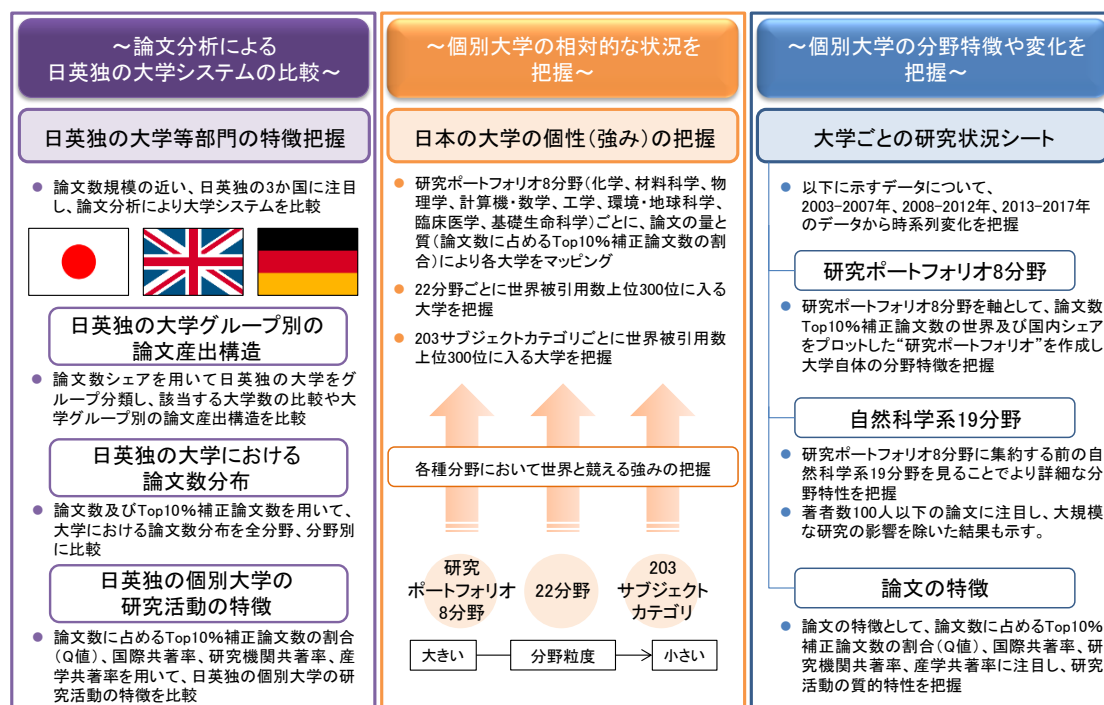 ～論文分析による
日英独の大学システムの比較～
日英独の大学等部門の特徴把握
● 論文数規模の近い、日英独の3か国に注目
し、論文分析により大学システムを比較
日英独の大学グループ別の
論文産出構造
● 論文数シェアを用いて日英独の大学をグ
ループ分類し、該当する大学数の比較や大
学グループ別の論文産出構造を比較
日英独の大学における
論文数分布
● 論文数及びTop10%補正論文数を用いて、
大学における論文数分布を全分野、分野別
に比較
日英独の個別大学の
研究活動の特徴
● 論文数に占めるTop10%補正論文数の割合
（Q値）、国際共著率、研究機関共著率、産
学共著率を用いて、日英独の個別大学の研
究活動の特徴を比較
～個別大学の相対的な状況を
把握～
日本の大学の個性（強み）の把握
● 研究ポートフォリオ8分野（化学、材料科学、物
理学、計算機・数学、工学、環境・地球科学、
臨床医学、基礎生命科学）ごとに、論文の量と
質（論文数に占めるTop10%補正論文数の割
合）により各大学をマッピング
● 22分野ごとに世界被引用数上位300位に入る
大学を把握
● 203サブジェクトカテゴリごとに世界被引用数
上位300位に入る大学を把握
各種分野において世界と競える強みの把握
研究
ポートフォリオ
8分野
22分野
203
サブジェクト
カテゴリ
大きい
分野粒度
小さい
～個別大学の分野特徴や変化を
把握～
大学ごとの研究状況シート
● 以下に示すデータについて、
2003-2007年、2008-2012年、2013-2017年
のデータから時系列変化を把握
研究ポートフォリオ8分野
● 研究ポートフォリオ8分野を軸として、論文数
Top10%補正論文数の世界及び国内シェア
をプロットした“研究ポートフォリオ”を作成し
大学自体の分野特徴を把握
自然科学系19分野
● 研究ポートフォリオ8分野に集約する前の自
然科学系19分野を見ることでより詳細な分
野特性を把握
● 著者数100人以下の論文に注目し、大規模
な研究の影響を除いた結果も示す。
論文の特徴
● 論文の特徴として、論文数に占めるTop10%
補正論文数の割合（Q値）、国際共著率、研
究機関共著率、産学共著率に注目し、研究
活動の質的特性を把握